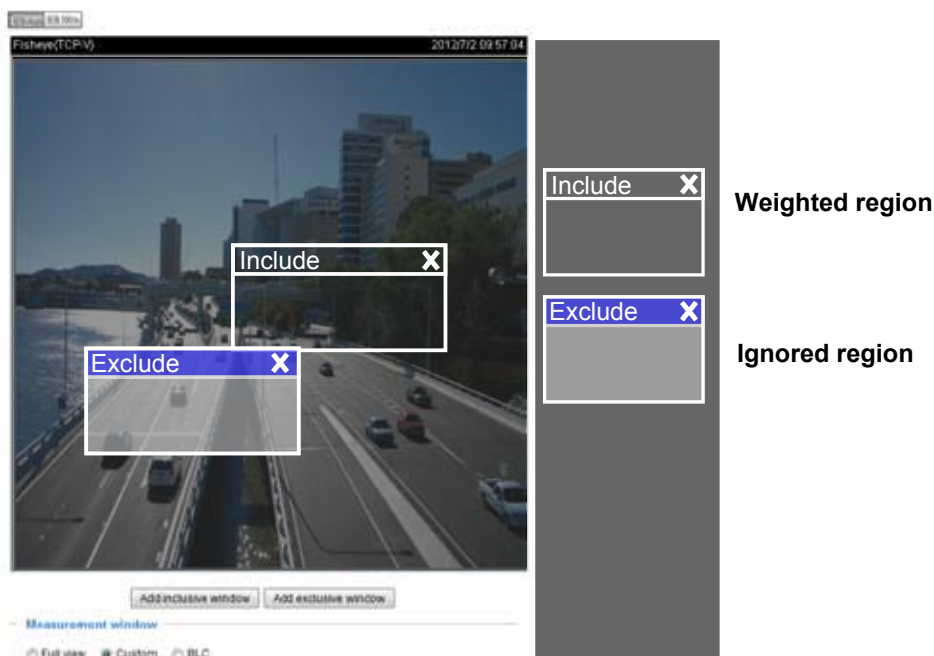 Fisheye(TCP-V) 2012/7/2 09:57:04
Include
Weighted region
Include
Exclude
Ignored region
Exclude
Add inclusive window Add exclusive window
Measurement window
Full view Custom BLC